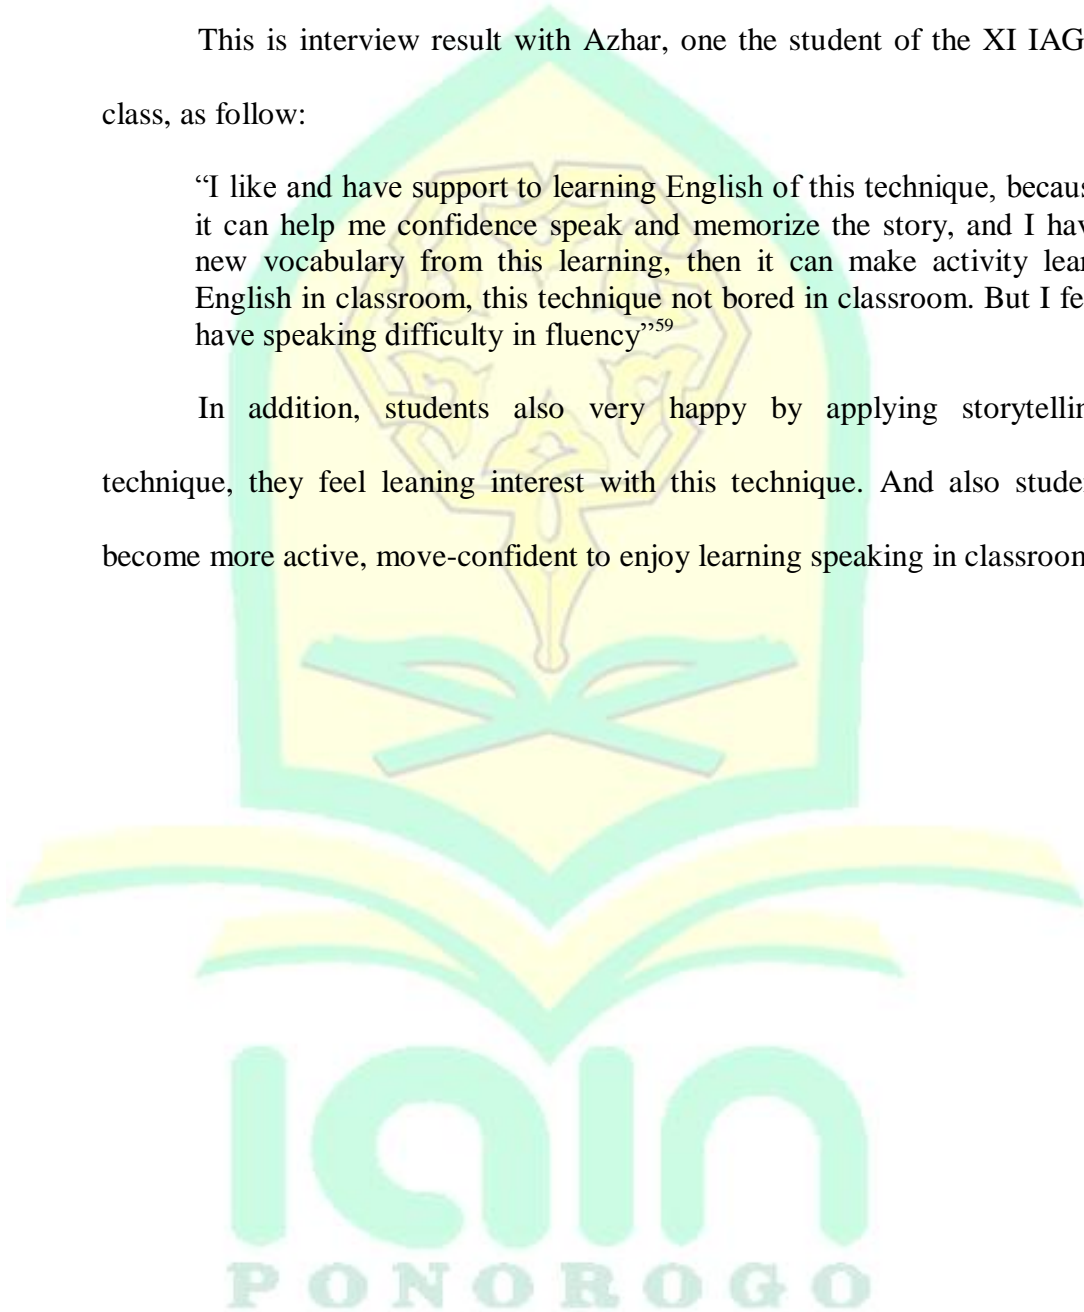 This is interview result with Azhar, one the student of the XI IAG
class, as follow:
“I like and have support to learning English of this technique, becaus
it can help me confidence speak and memorize the story, and I hav
new vocabulary from this learning, then it can make activity lear
English in classroom, this technique not bored in classroom. But I fe
have speaking difficulty in fluency”59
In addition, students also very happy by applying storytellin
technique, they feel leaning interest with this technique. And also studen
become more active, move-confident to enjoy learning speaking in classroon
iain
PONOROGO